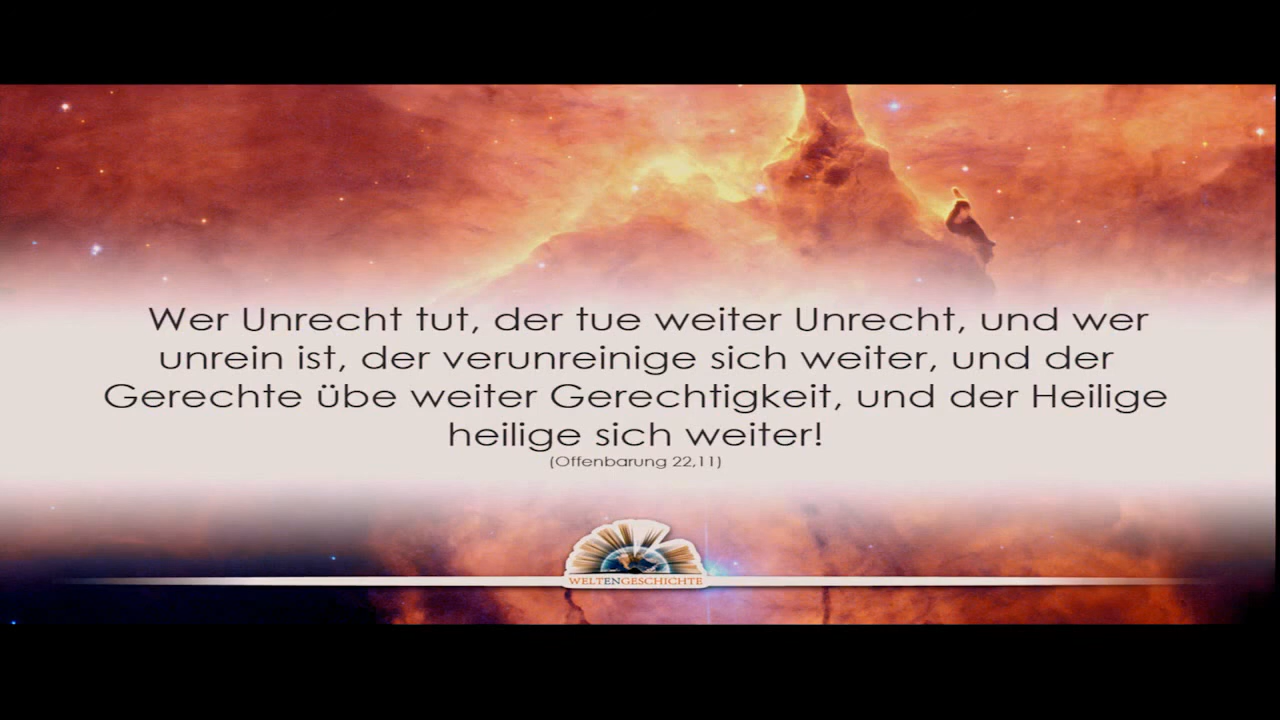 Wer Unrecht tut, der tue weiter Unrecht, und wer
unrein ist, der verunreinige sich weiter, und der
Gerechte übe weiter Gerechtigkeit, und der Heilige
heilige sich weiter!
(Offenbarung 22,11)
WELTENGESCHICHTE